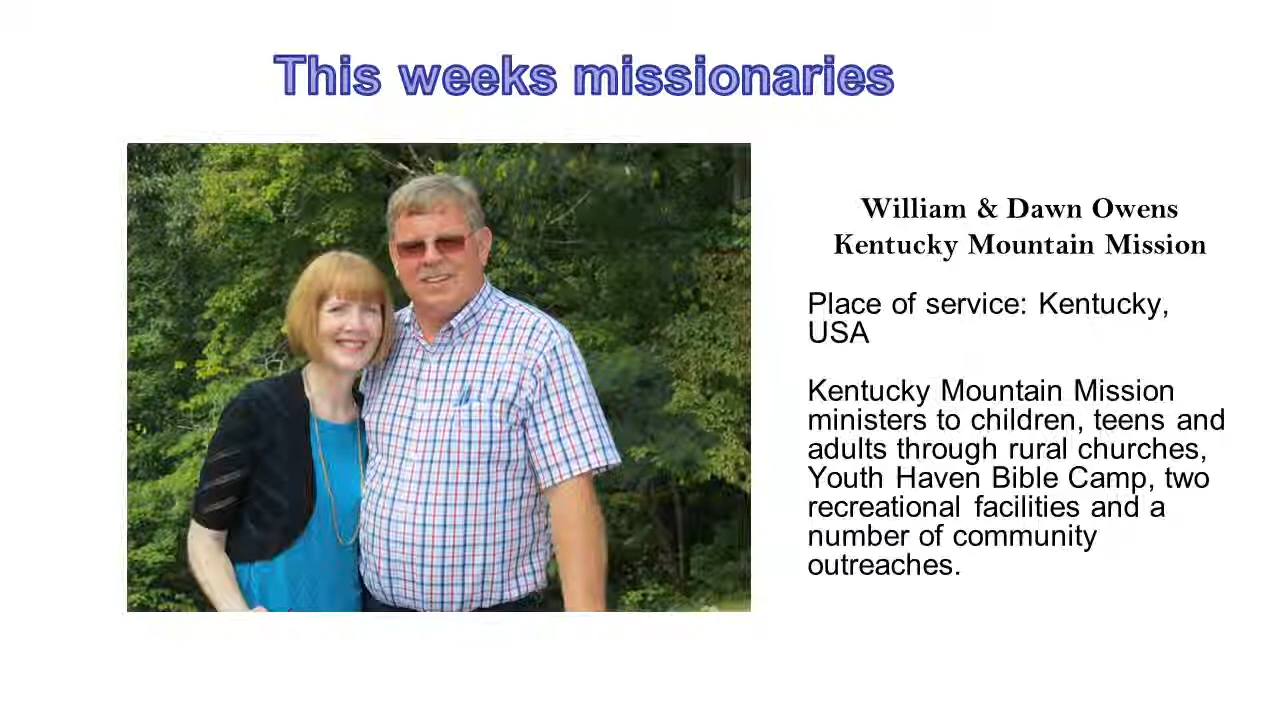 This weeks missionaries
William & Dawn Owens
Kentucky Mountain Mission
Place of service: Kentucky,
USA
Kentucky Mountain Mission
ministers to children, teens and
adults through rural churches,
Youth Haven Bible Camp, two
recreational facilities and a
number of community
outreaches.